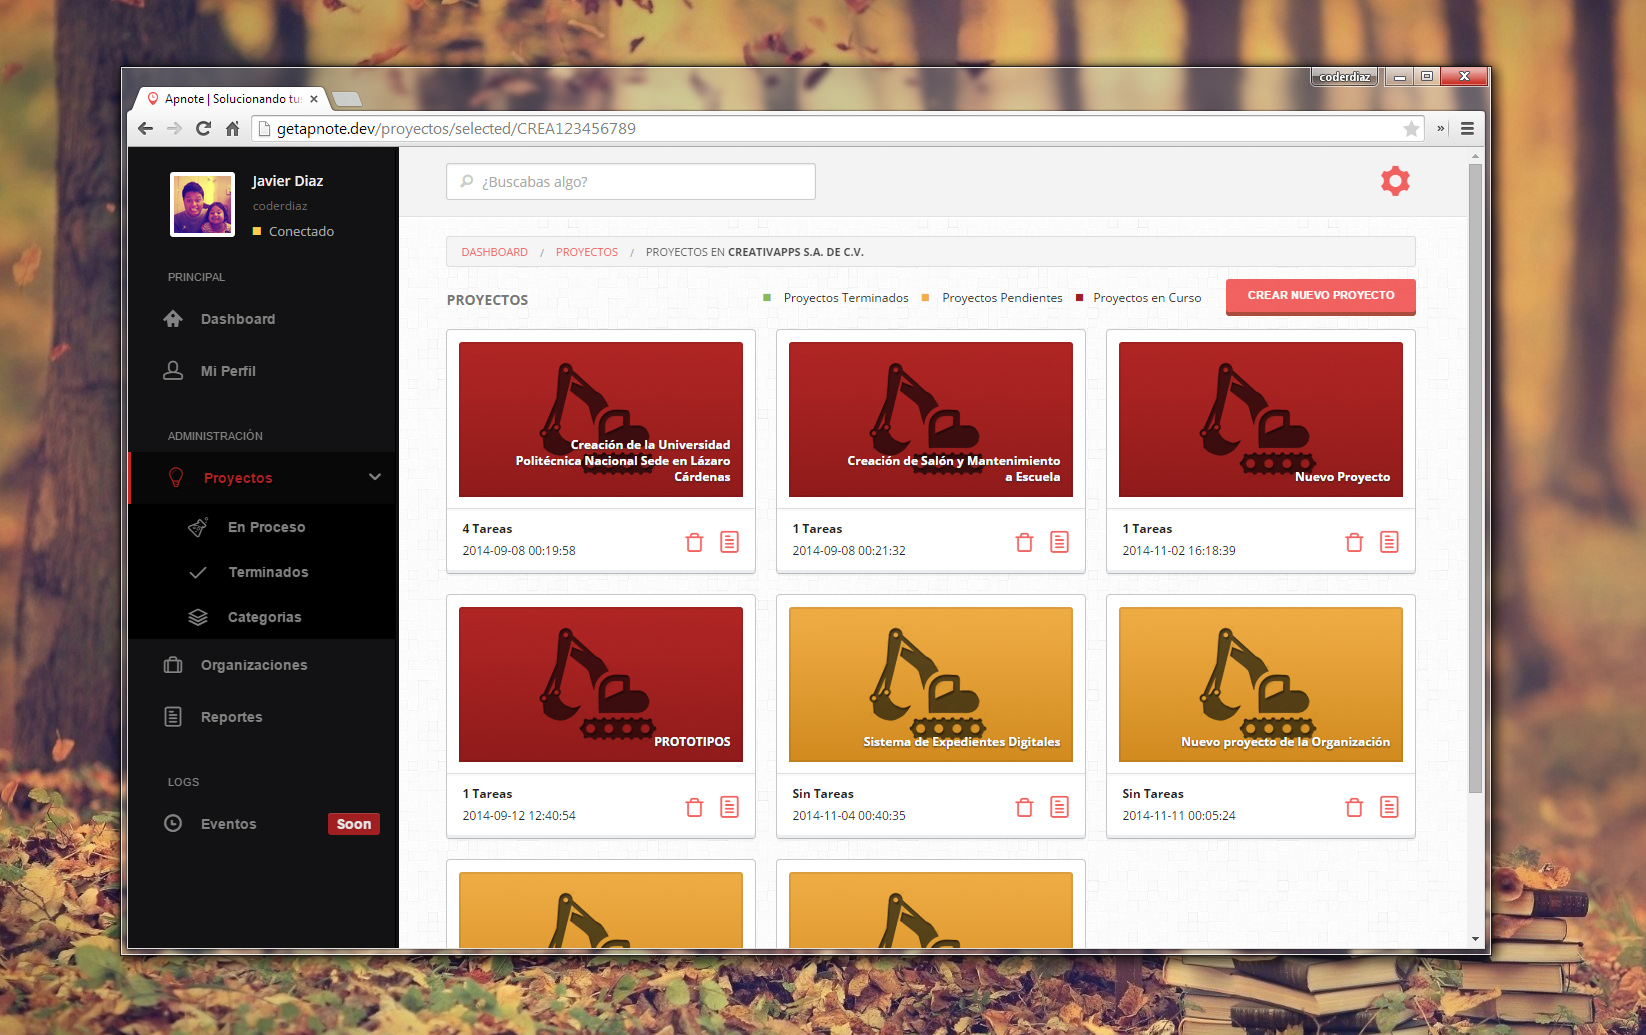 coderdiaz
Apnote | Solucionando tu
getapnote.dev/proyectos/selected/CREA123456789
»
Javier Diaz
coderdiaz
Conectado
PRINCIPAL
Dashboard
Mi Perfil
ADMINISTRACIÓN
Proyectos
En Proceso
Terminados
Categorias
Organizaciones
Reportes
LOGS
Eventos
Soon
¿Buscabas algo?
DASHBOARD / PROYECTOS / PROYECTOS EN CREATIVAPPS S.A. DE C.V.
PROYECTOS
Proyectos Terminados
Proyectos Pendientes
Proyectos en Curso
CREAR NUEVO PROYECTO
Creación de la Universidad
Politécnica Nacional Sede en Lázaro
Cárdenas
4 Tareas
2014-09-08 00:19:58
Creación de Salón y Mantenimiento
a Escuela
1 Tareas
2014-09-08 00:21:32
Nuevo Proyecto
1 Tareas
2014-11-02 16:18:39
PROTOTIPOS
1 Tareas
2014-09-12 12:40:54
Sistema de Expedientes Digitales
Sin Tareas
2014-11-04 00:40:35
Nuevo proyecto de la Organización
Sin Tareas
2014-11-11 00:05:24